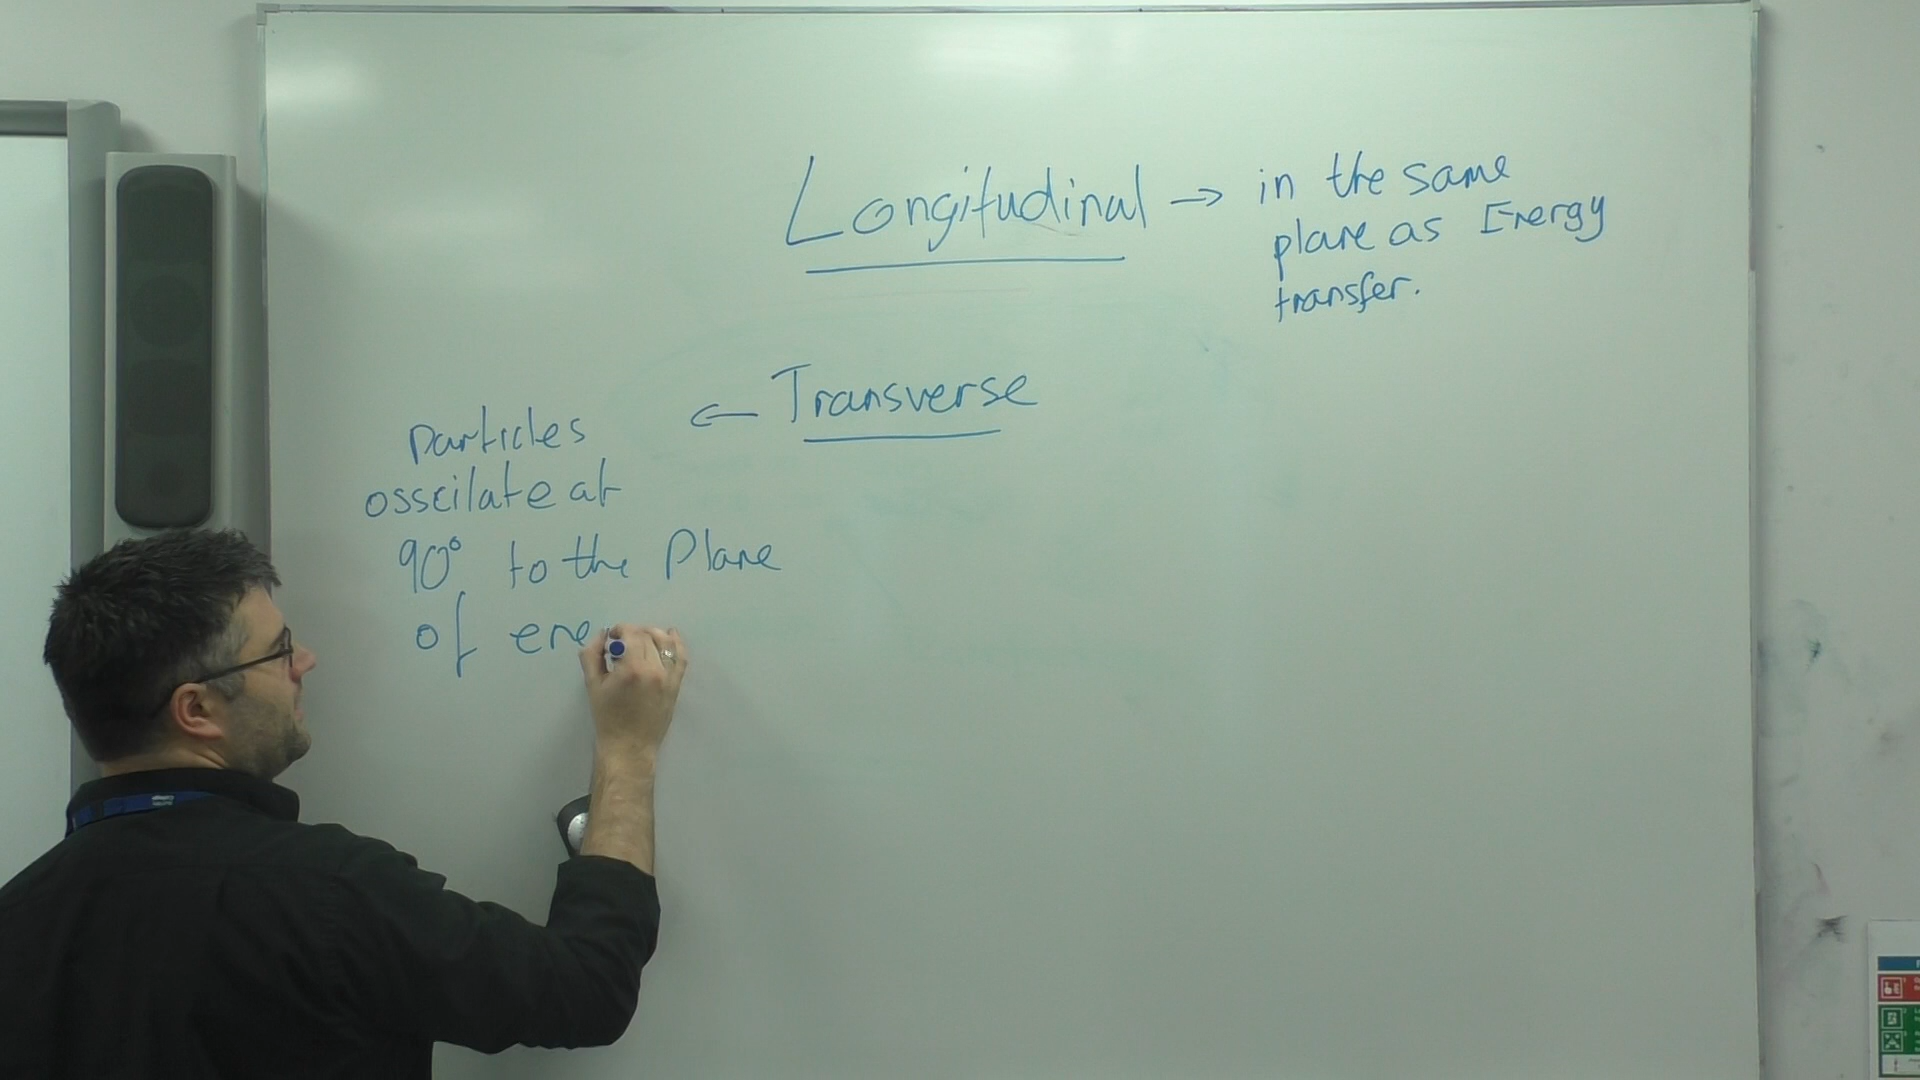 Longitudinal → in the same
plane as Energy
transfer.
← Transverse
particles
osscilate at
90° to the Plane
of ene